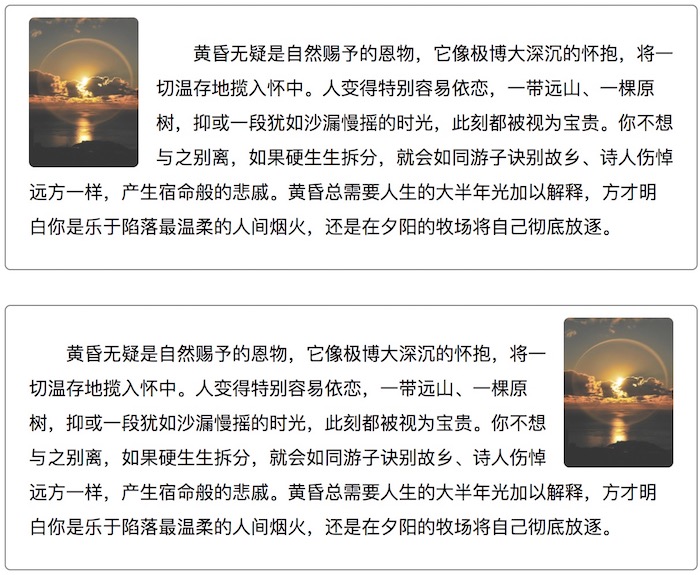 黄昏无疑是自然赐予的恩物，它像极博大深沉的怀抱，将一
切温存地揽入怀中。人变得特别容易依恋，一带远山、一棵原
树，抑或一段犹如沙漏慢摇的时光，此刻都被视为宝贵。你不想
与之别离，如果硬生生拆分，就会如同游子诀别故乡、诗人伤悼
远方一样，产生宿命般的悲戚。黄昏总需要人生的大半年光加以解释，方才明
白你是乐于陷落最温柔的人间烟火，还是在夕阳的牧场将自己彻底放逐。
黄昏无疑是自然赐予的恩物，它像极博大深沉的怀抱，将一
切温存地揽入怀中。人变得特别容易依恋，一带远山、一棵原
树，抑或一段犹如沙漏慢摇的时光，此刻都被视为宝贵。你不想
与之别离，如果硬生生拆分，就会如同游子诀别故乡、诗人伤悼
远方一样，产生宿命般的悲戚。黄昏总需要人生的大半年光加以解释，方才明
白你是乐于陷落最温柔的人间烟火，还是在夕阳的牧场将自己彻底放逐。